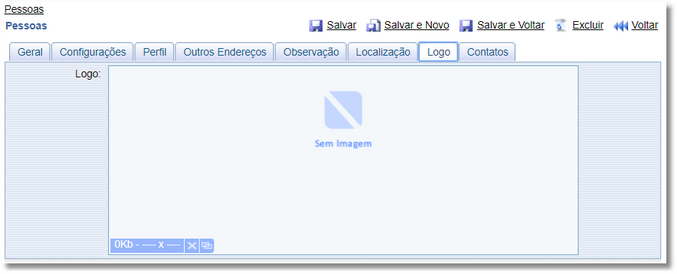 Pessoas
Pessoas Salvar Salvar e Novo Salvar e Voltar Excluir Voltar
Geral Configurações Perfil Outros Endereços Observação Localização Logo Contatos
Logo:
Sem Imagem
0Kb - ---- x ----